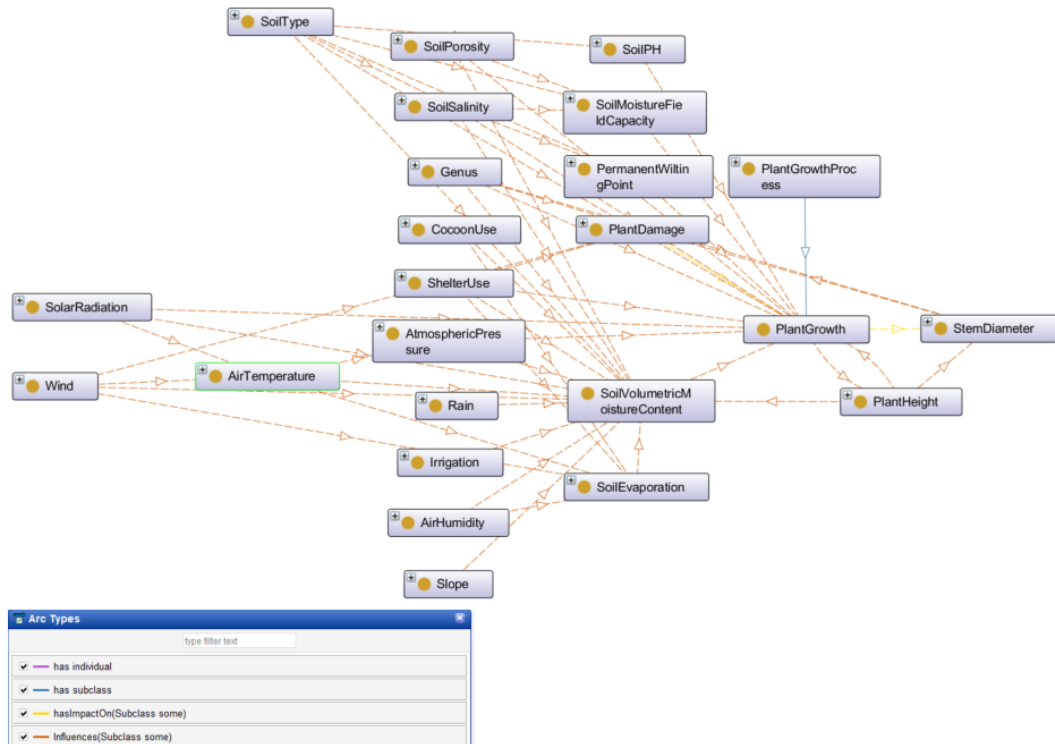 SoilType
SoilPorosity
SoilPH
SoilSalinity
SoilMoistureFie
ldCapacity
Genus
PermanentWiltin
gPoint
PlantGrowthProc
ess
CocoonUse
PlantDamage
ShelterUse
SolarRadiation
AtmosphericPres
sure
PlantGrowth
StemDiameter
AirTemperature
Wind
Rain
SoilVolumetricM
oistureContent
PlantHeight
Irrigation
SoilEvaporation
AirHumidity
Slope
Arc Types
type filter text
has individual
has subclass
hasImpactOn(Subclass some)
Influences(Subclass some)